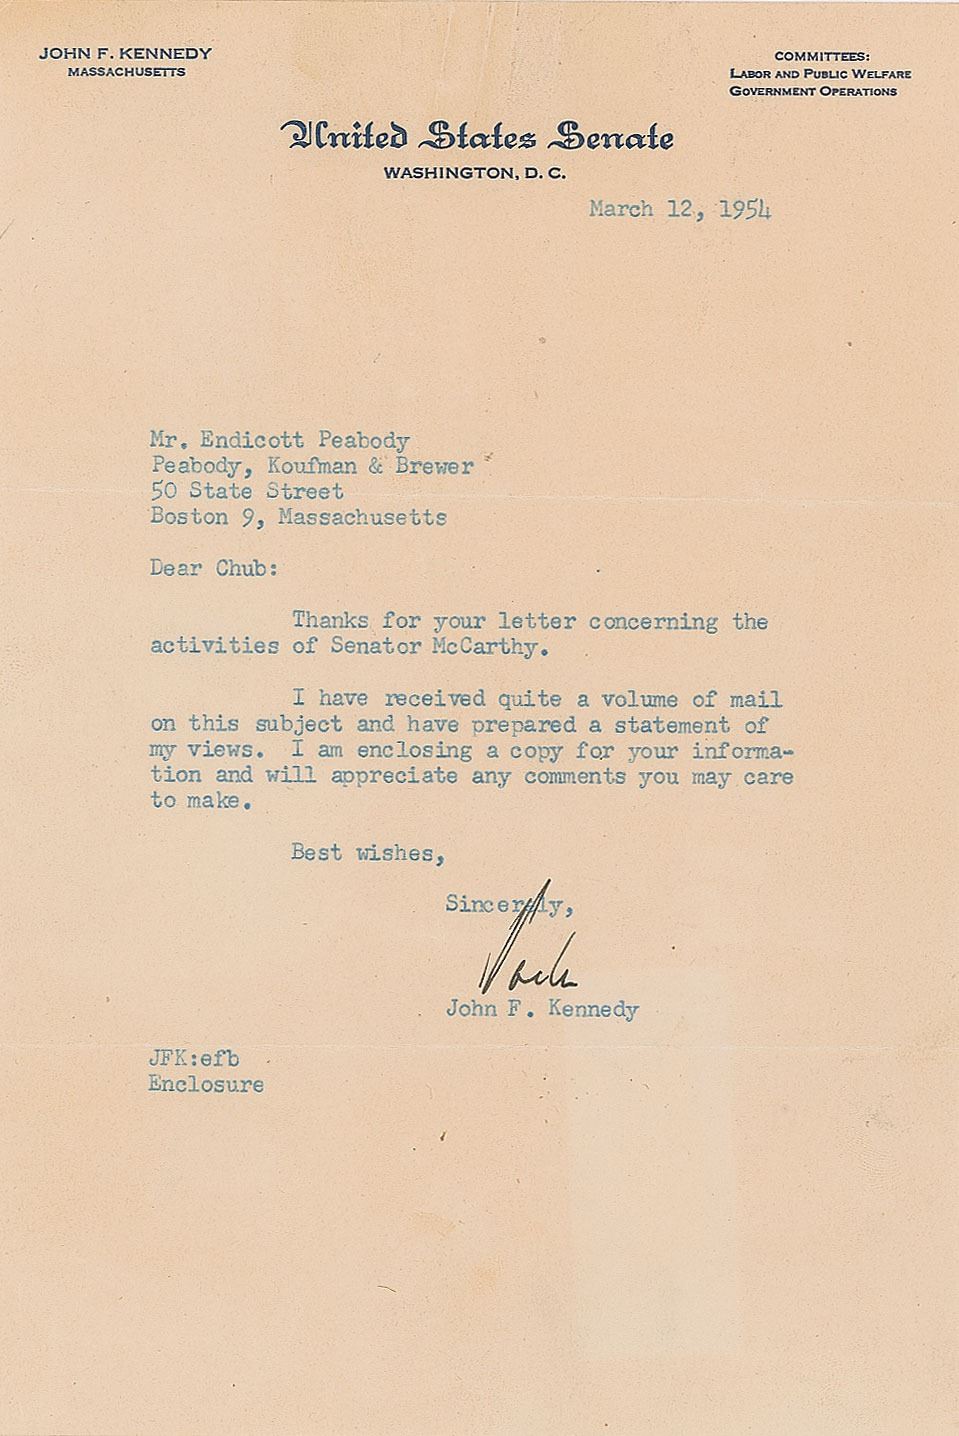 JOHN F. KENNEDY
MASSACHUSETTS
COMMITTEES:
LABOR AND PUBLIC WELFARE
GOVERNMENT OPERATIONS
United States Senate
WASHINGTON, D. C.
March 12, 1954
Mr. Endicott Peabody
Peabody, Koufman & Brewer
50 State Street
Boston 9, Massachusetts
Dear Chub:
Thanks for your letter concerning the
activities of Senator McCarthy.
I have received quite a volume of mail
on this subject and have prepared a statement of
my views. I am enclosing a copy for your informa-
tion and will appreciate any comments you may care
to make.
Best wishes,
Sincerely,
Jack
John F. Kennedy
JFK:efb
Enclosure